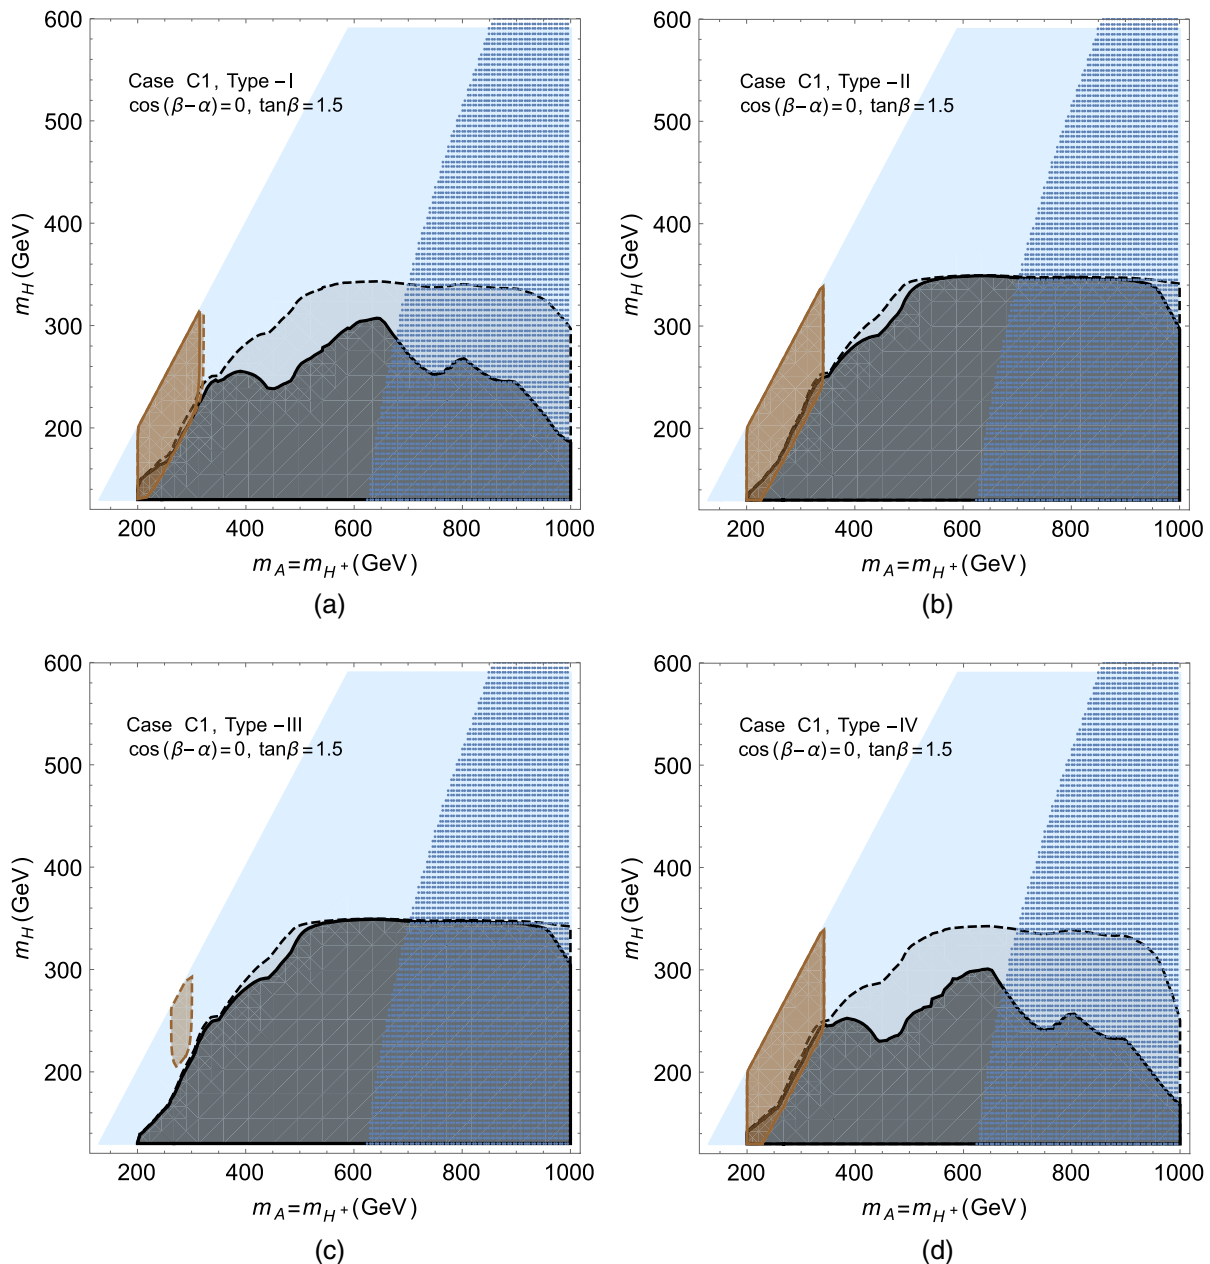 600
500
400
300
200
m_H(GeV)
Case C1, Type-I
cos(β-α)=0, tanβ=1.5
200 400 600 800 1000
m_A=m_H+(GeV)
(a)
600
500
400
300
200
m_H(GeV)
Case C1, Type-II
cos(β-α)=0, tanβ=1.5
200 400 600 800 1000
m_A=m_H+(GeV)
(b)
600
500
400
300
200
m_H(GeV)
Case C1, Type-III
cos(β-α)=0, tanβ=1.5
200 400 600 800 1000
m_A=m_H+(GeV)
(c)
600
500
400
300
200
m_H(GeV)
Case C1, Type-IV
cos(β-α)=0, tanβ=1.5
200 400 600 800 1000
m_A=m_H+(GeV)
(d)